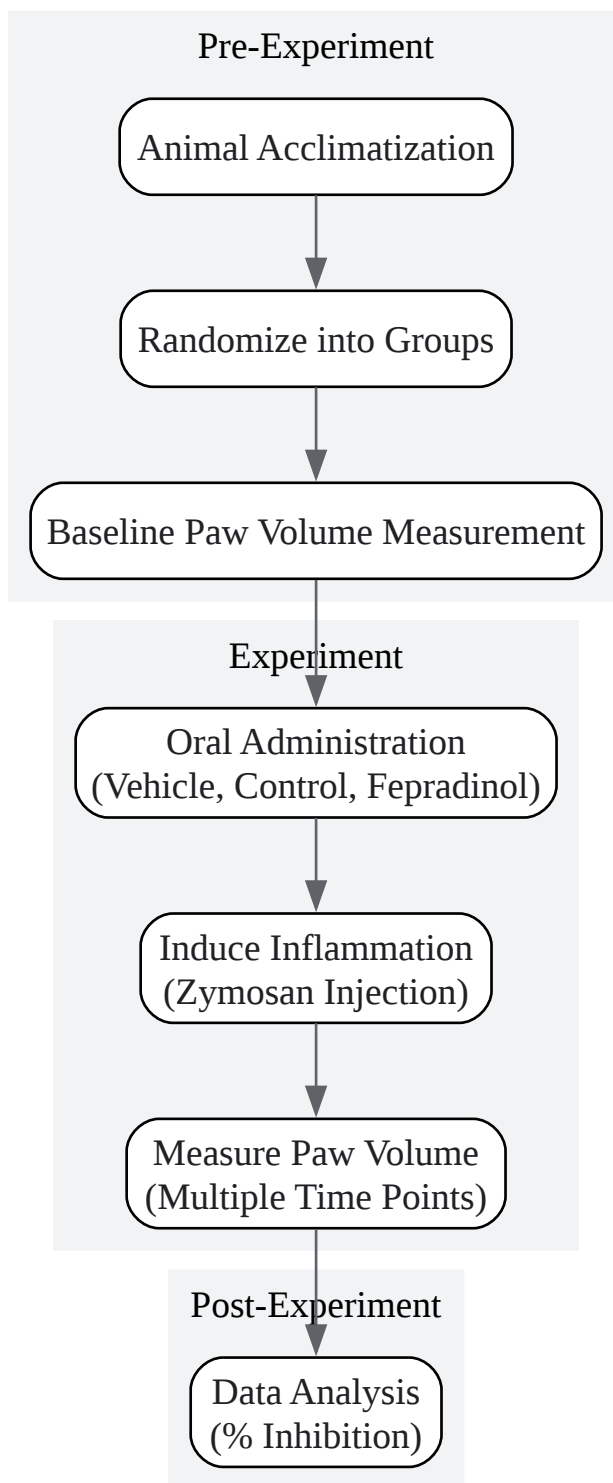 Pre-Experiment
Animal Acclimatization
Randomize into Groups
Baseline Paw Volume Measurement
Experiment
Oral Administration
(Vehicle, Control, Fepradinol)
Induce Inflammation
(Zymosan Injection)
Measure Paw Volume
(Multiple Time Points)
Post-Experiment
Data Analysis
(% Inhibition)